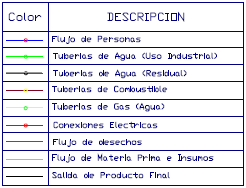 Color DESCRIPCION
Flujo de Personas
Tuberias de Agua (Uso Industrial)
Tuberias de Agua (Residual)
Tuberias de Combustible
Tuberias de Gas (Agua)
Conexiones Electricas
Flujo de desechos
Flujo de Materia Prima e Insumos
Salida de Producto Final